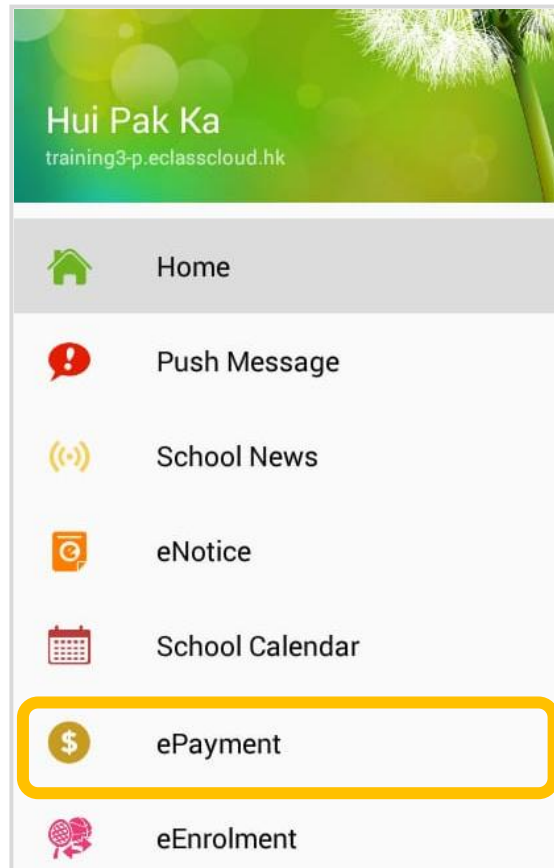 Hui Pak Ka
training3-p.eclasscloud.hk
Home
Push Message
School News
eNotice
School Calendar
ePayment
eEnrolment